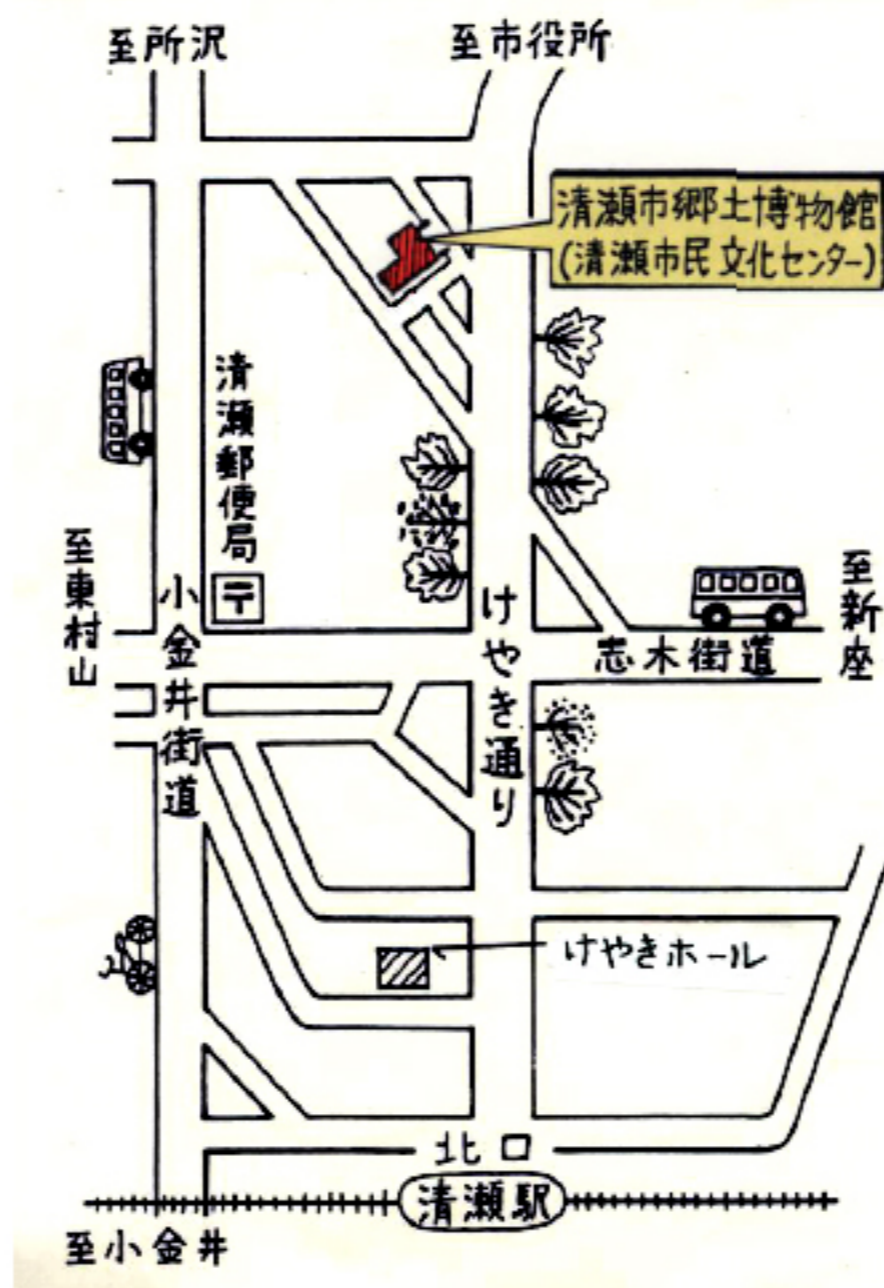 至所沢
至市役所
清瀬市郷土博物館
(清瀬市民文化センター)
清瀬郵便局
〒
至東村山
小金井街道
けやき通り
志木街道
至新座
けやきホール
北口
清瀬駅
至小金井